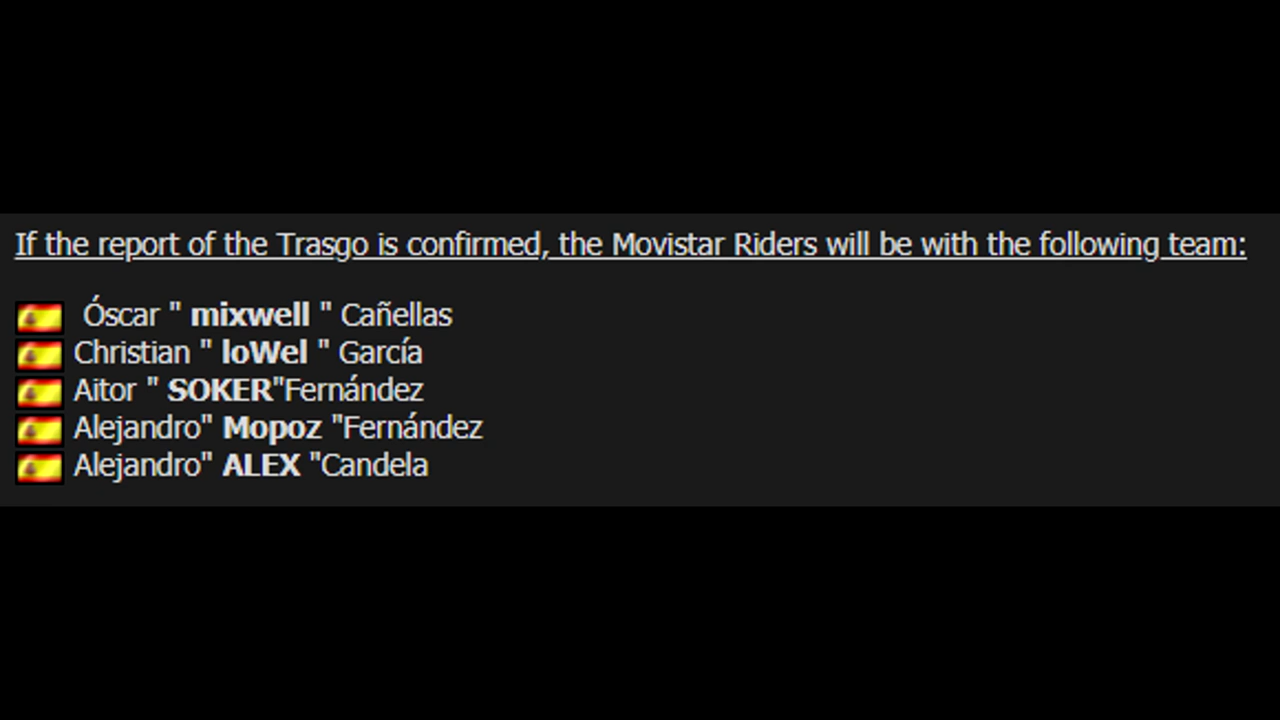 If the report of the Trasgo is confirmed, the Movistar Riders will be with the following team:
Óscar " mixwell " Cañellas
Christian " loWel " García
Aitor " SOKER"Fernández
Alejandro" Mopoz "Fernández
Alejandro" ALEX "Candela